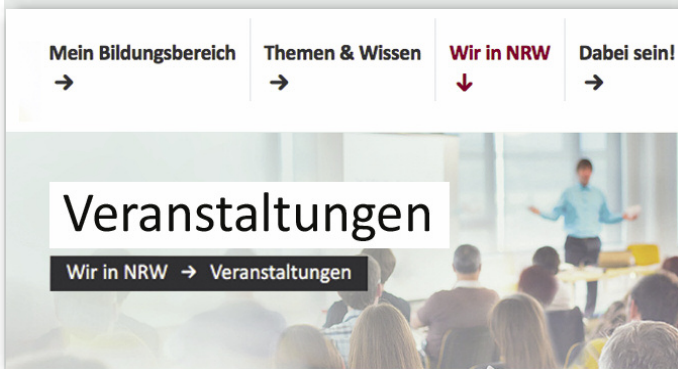 Mein Bildungsbereich Themen & Wissen Wir in NRW Dabei sein!
→ → ↓ →
Veranstaltungen
Wir in NRW → Veranstaltungen